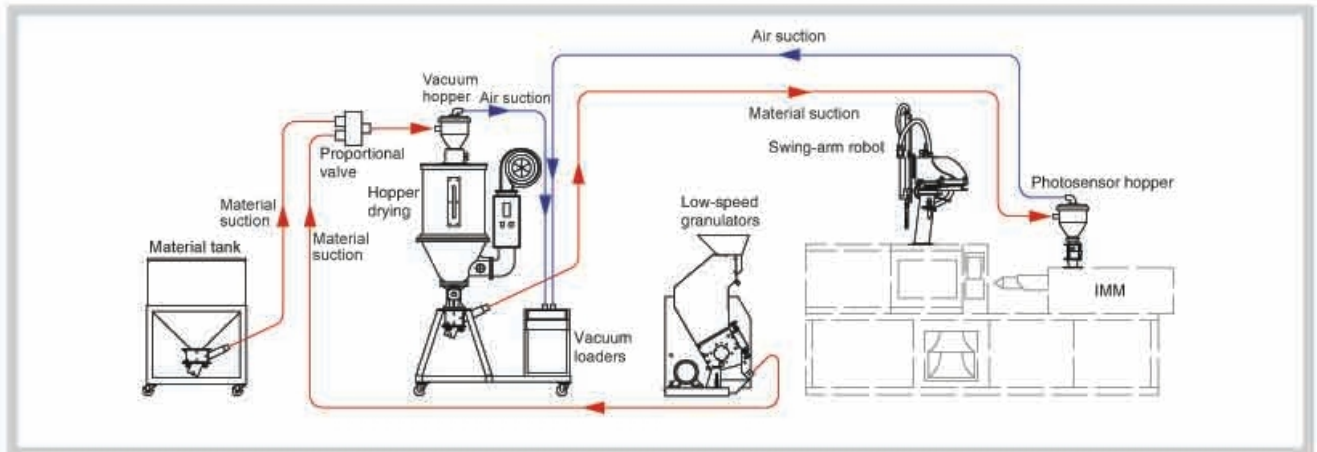 Air suction
Vacuum
hopper
Air suction
Material suction
Swing-arm robot
Proportional
valve
Photosensor hopper
Hopper
drying
Low-speed
granulators
Material
suction
Material
suction
Material tank
IMM
Vacuum
loaders